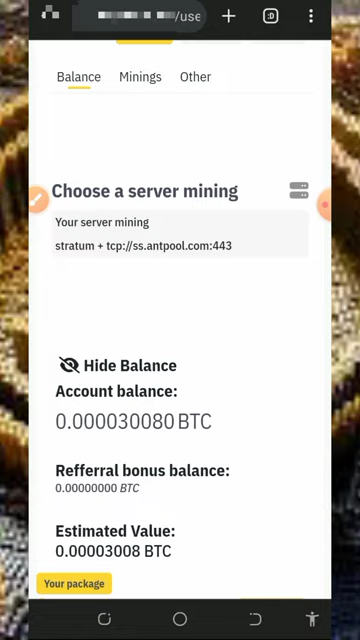 /use
:D
Balance Minings Other
Choose a server mining
Your server mining
stratum + tcp://ss.antpool.com:443
Hide Balance
Account balance:
0.000030080 BTC
Refferral bonus balance:
0.00000000 BTC
Estimated Value:
0.00003008 BTC
Your package